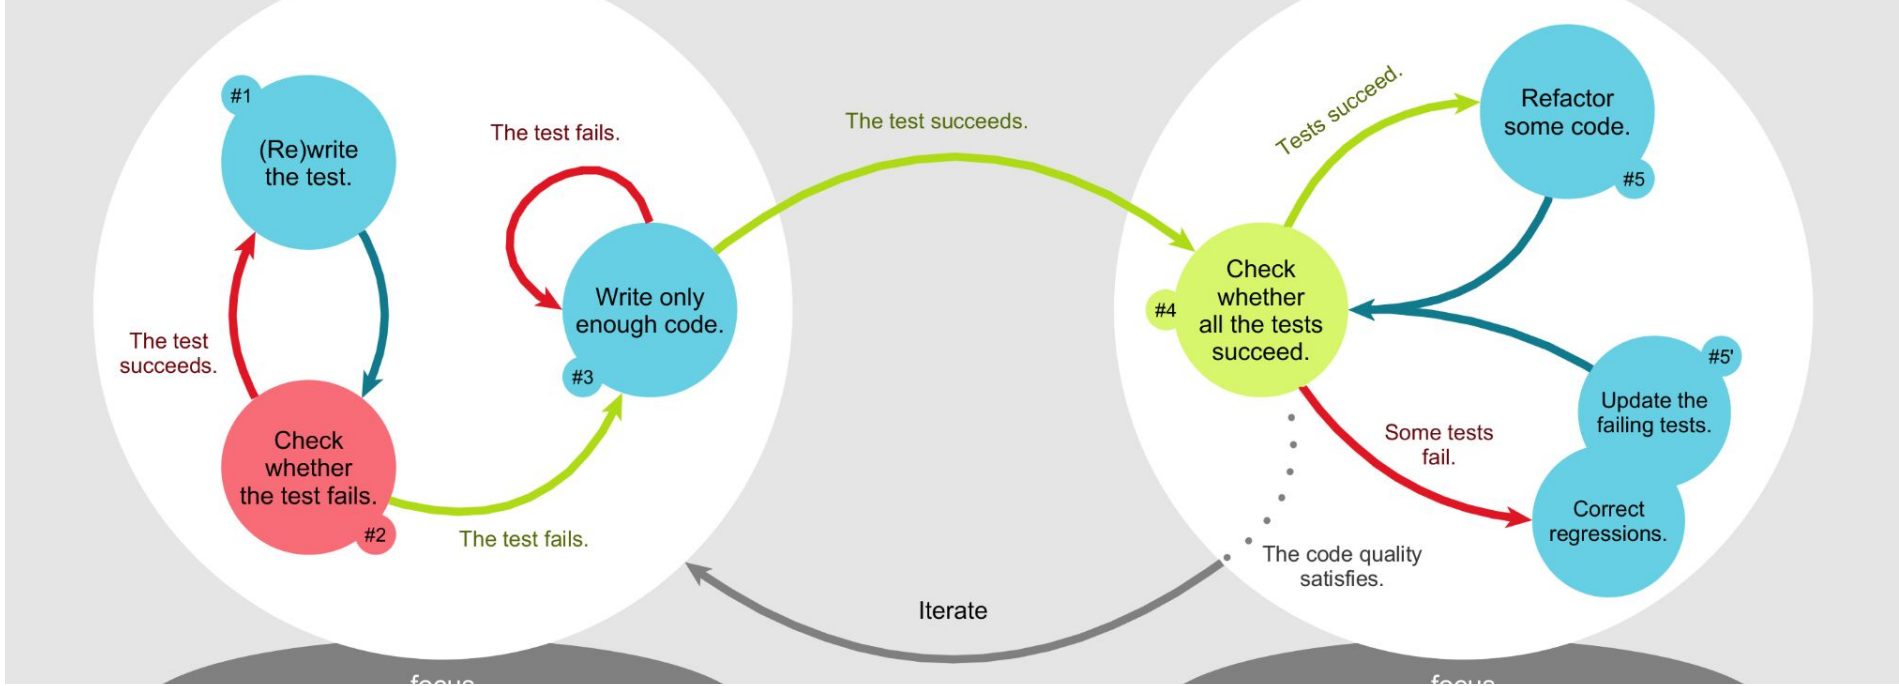 #1
(Re)write
the test.
The test
succeeds.
Check
whether
the test fails.
#2
The test fails.
The test fails.
Write only
enough code.
#3
The test succeeds.
#4
Check
whether
all the tests
succeed.
Tests succeed.
Refactor
some code.
#5
#5'
Update the
failing tests.
Correct
regressions.
Some tests
fail.
The code quality
satisfies.
Iterate
focus
focus